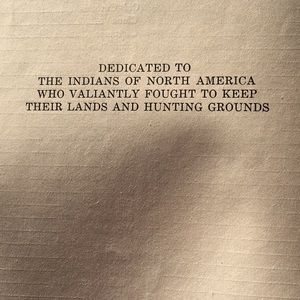 DEDICATED TO
THE INDIANS OF NORTH AMERICA
WHO VALIANTLY FOUGHT TO KEEP
THEIR LANDS AND HUNTING GROUNDS